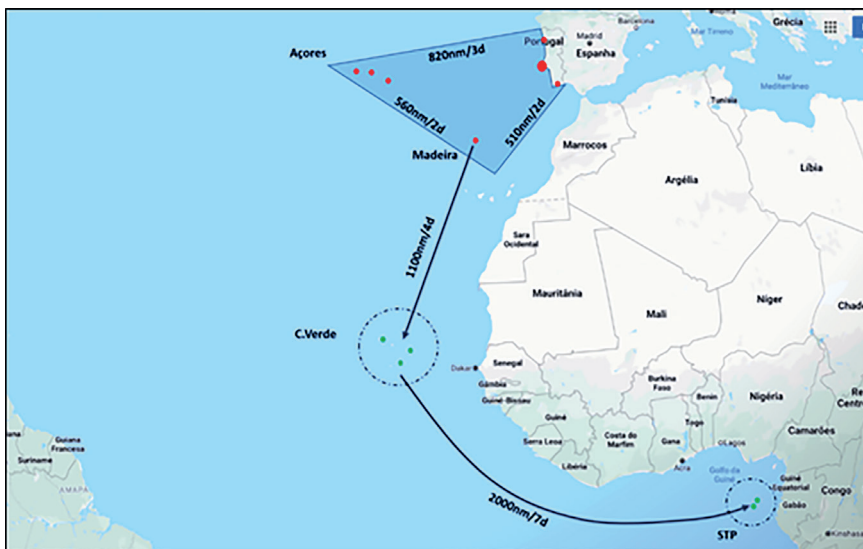 Roma
Barcelona
Grécia
Mar Tirreno
Madrid
Portugal
Espanha
Açores
820nm/3d
Mar
Mediterrâneo
Tunísia
560nm/2d
510nm/2d
Madeira
Marrocos
Argélia
Líbia
Sara
Ocidental
1100nm/4d
Mauritânia
Mali
Níger
Chade
C.Verde
Dakar
Senegal
Gâmbia
Guiné-Bissau
Burkina
Faso
Benin
Nigéria
Guiné
Togo
Costa do
Marfim
Gana
Lagos
Serra Leoa
Camarões
Libéria
Acra
Golfo da
Guiné
Guiné
Equatorial
Gabão
Congo
Kinshasa
Guiana
Francesa
Suriname
AMAPÁ
2000nm/7d
STP